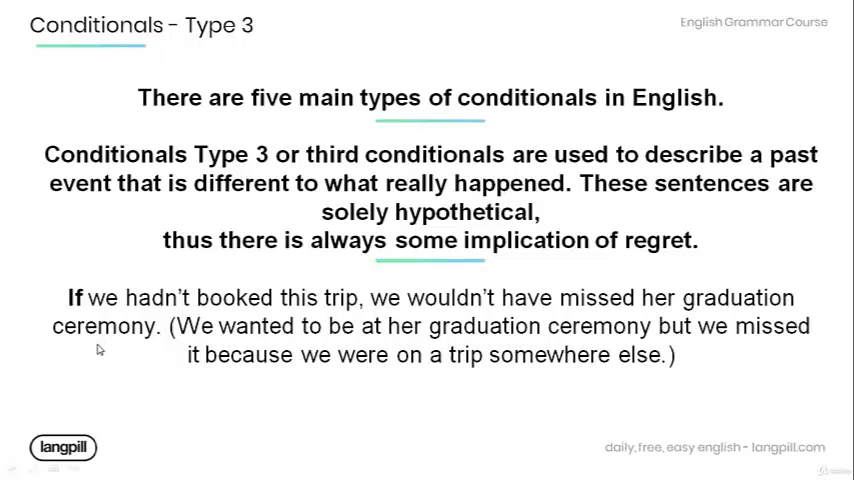 Conditionals - Type 3
English Grammar Course
There are five main types of conditionals in English.
Conditionals Type 3 or third conditionals are used to describe a past
event that is different to what really happened. These sentences are
solely hypothetical,
thus there is always some implication of regret.
If we hadn't booked this trip, we wouldn't have missed her graduation
ceremony. (We wanted to be at her graduation ceremony but we missed
it because we were on a trip somewhere else.)
langpill
daily, free, easy english - langpill.com